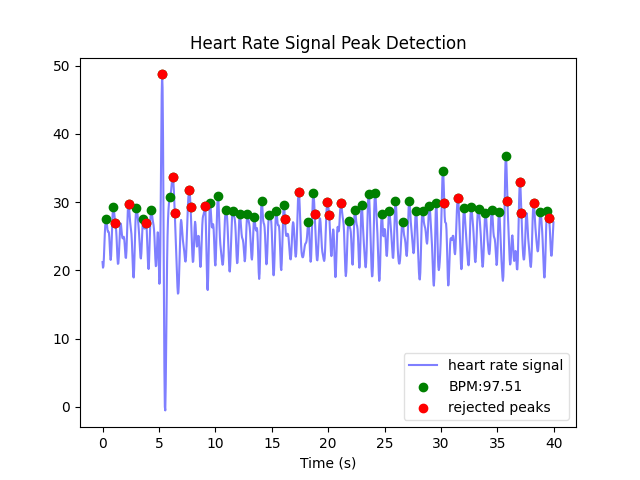 Heart Rate Signal Peak Detection
50
40
30
20
10
0
0 5 10 15 20 25 30 35 40
Time (s)
heart rate signal
BPM:97.51
rejected peaks